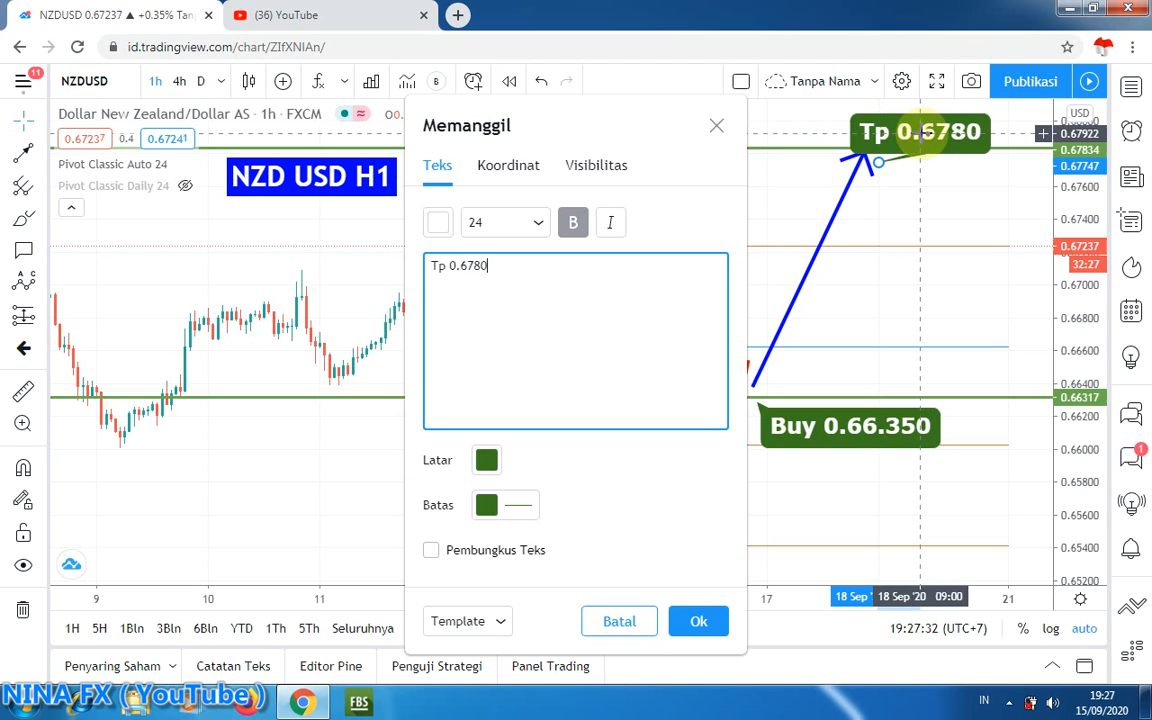 NZDUSD 0.67237 ▲ +0.35% Tan
(36) YouTube
id.tradingview.com/chart/ZIfXNIAn/
11
NZDUSD
1h 4h D
B
Tanpa Nama
Publikasi
Dollar New Zealand/Dollar AS · 1h · FXCM
0.67237 0.4 0.67241
Pivot Classic Auto 24
Pivot Classic Daily 24
NZD USD H1
Memanggil
Teks Koordinat Visibilitas
24 B I
Tp 0.6780
Latar
Batas
Pembungkus Teks
Template Batal Ok
Tp 0.6780
Buy 0.66.350
USD
0.67922
0.67834
0.67747
0.67600
0.67400
0.67237
32:27
0.67000
0.66800
0.66600
0.66400
0.66317
0.66200
0.66000
0.65800
0.65600
0.65400
0.65200
1
9 10 11 17 18 Sep '20 09:00 21
1H 5H 1Bln 3Bln 6Bln YTD 1Th 5Th Seluruhnya
19:27:32 (UTC+7) % log auto
Penyaring Saham Catatan Teks Editor Pine Penguji Strategi Panel Trading
NINA FX ( YouTube )
FBS
IN
19:27
15/09/2020